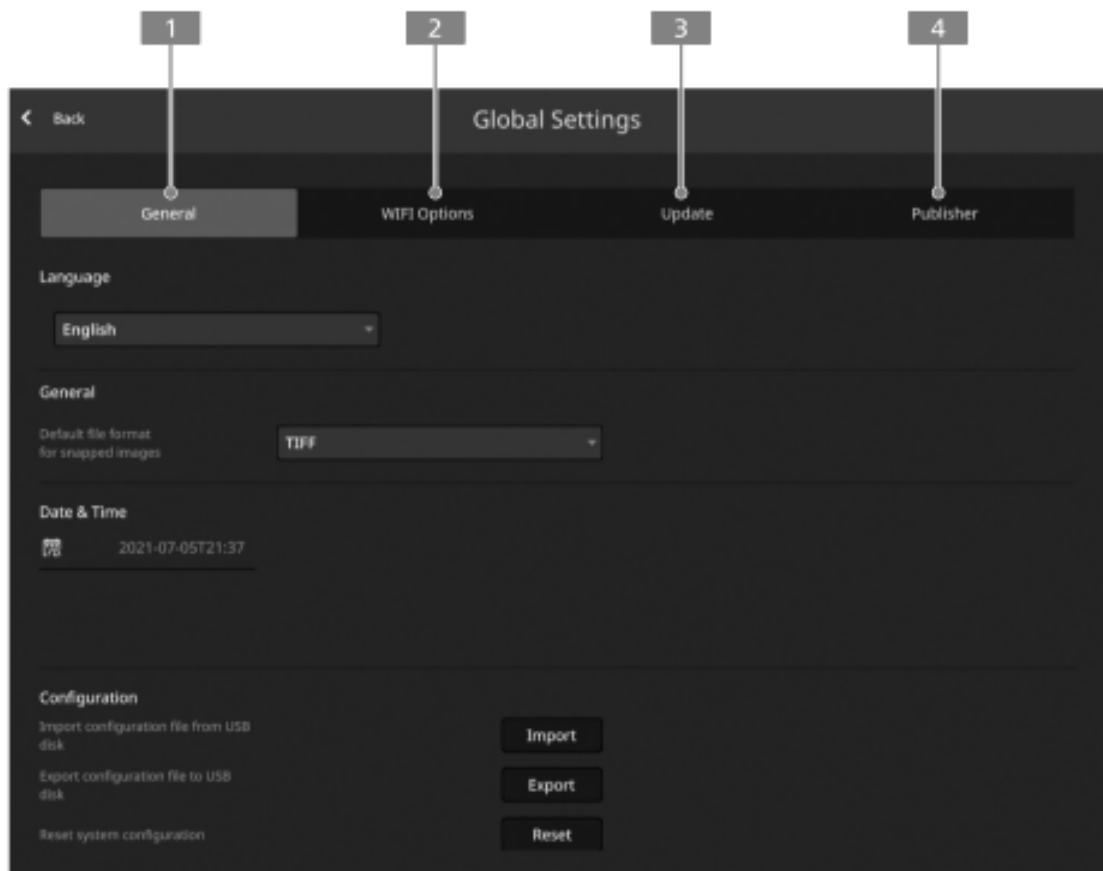 1 2 3 4
Back Global Settings
General WIFI Options Update Publisher
Language
English
General
Default file format
for snapped images
TIFF
Date & Time
2021-07-05T21:37
Configuration
Import configuration file from USB
disk
Import
Export configuration file to USB
disk
Export
Reset system configuration
Reset